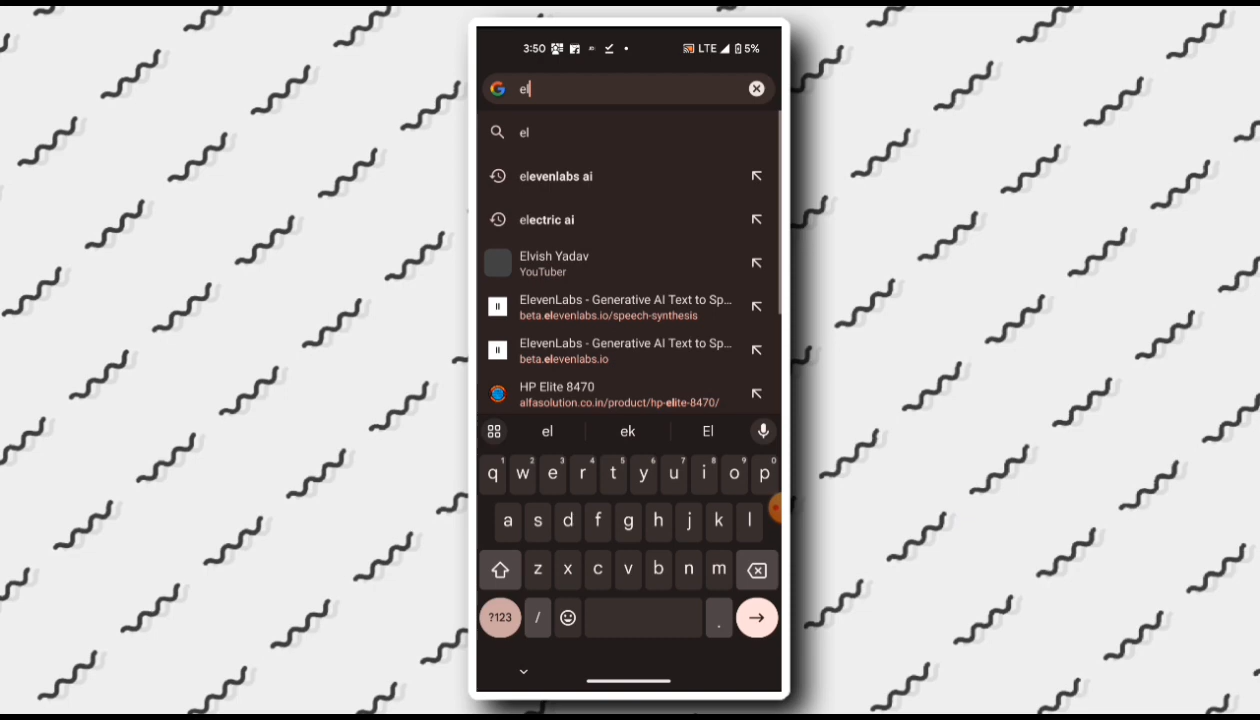 3:50 LTE 5%
el
el
elevenlabs ai
electric ai
Elvish Yadav
YouTuber
ElevenLabs - Generative AI Text to Sp...
beta.elevenlabs.io/speech-synthesis
ElevenLabs - Generative AI Text to Sp...
beta.elevenlabs.io
HP Elite 8470
alfasolution.co.in/product/hp-elite-8470/
el ek El
1 2 3 4 5 6 7 8 9 0
q w e r t y u i o p
a s d f g h j k l
z x c v b n m
?123 / .